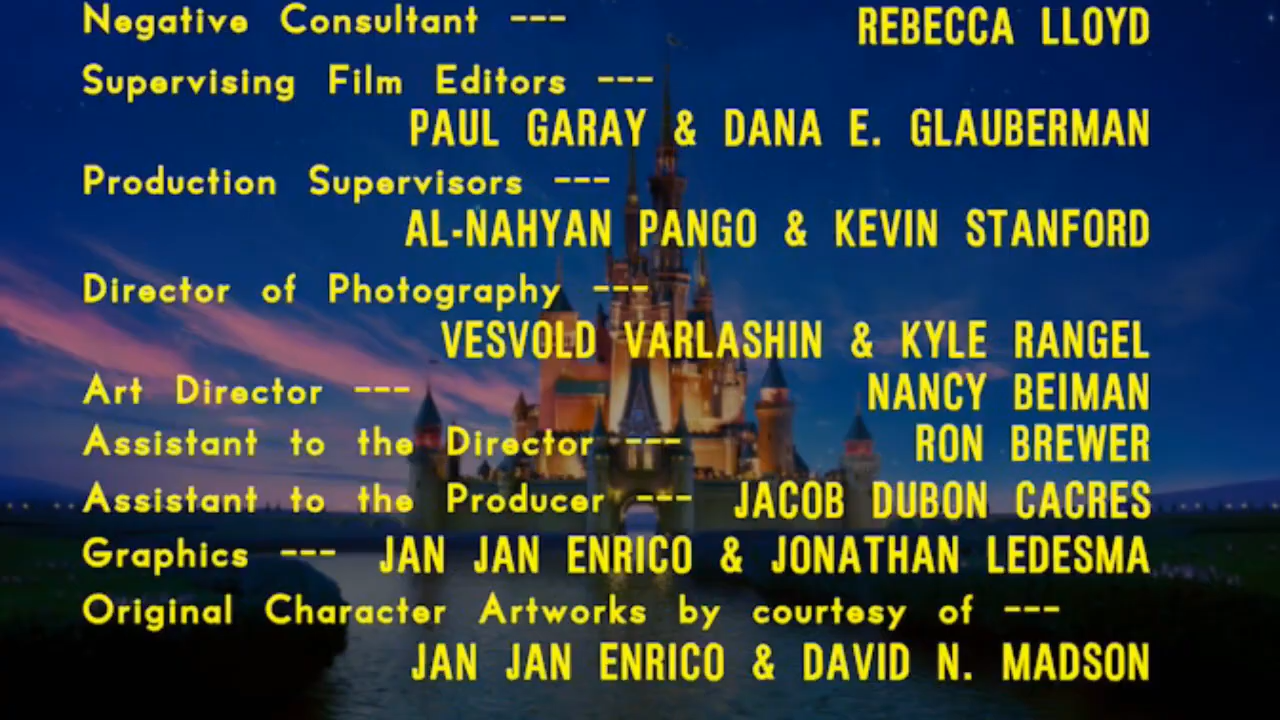 Negative Consultant --- REBECCA LLOYD
Supervising Film Editors ---
PAUL GARAY & DANA E. GLAUBERMAN
Production Supervisors ---
AL-NAHYAN PANGO & KEVIN STANFORD
Director of Photography ---
VESVOLD VARLASHIN & KYLE RANGEL
Art Director --- NANCY BEIMAN
Assistant to the Director --- RON BREWER
Assistant to the Producer --- JACOB DUBON CACRES
Graphics --- JAN JAN ENRICO & JONATHAN LEDESMA
Original Character Artworks by courtesy of ---
JAN JAN ENRICO & DAVID N. MADSON